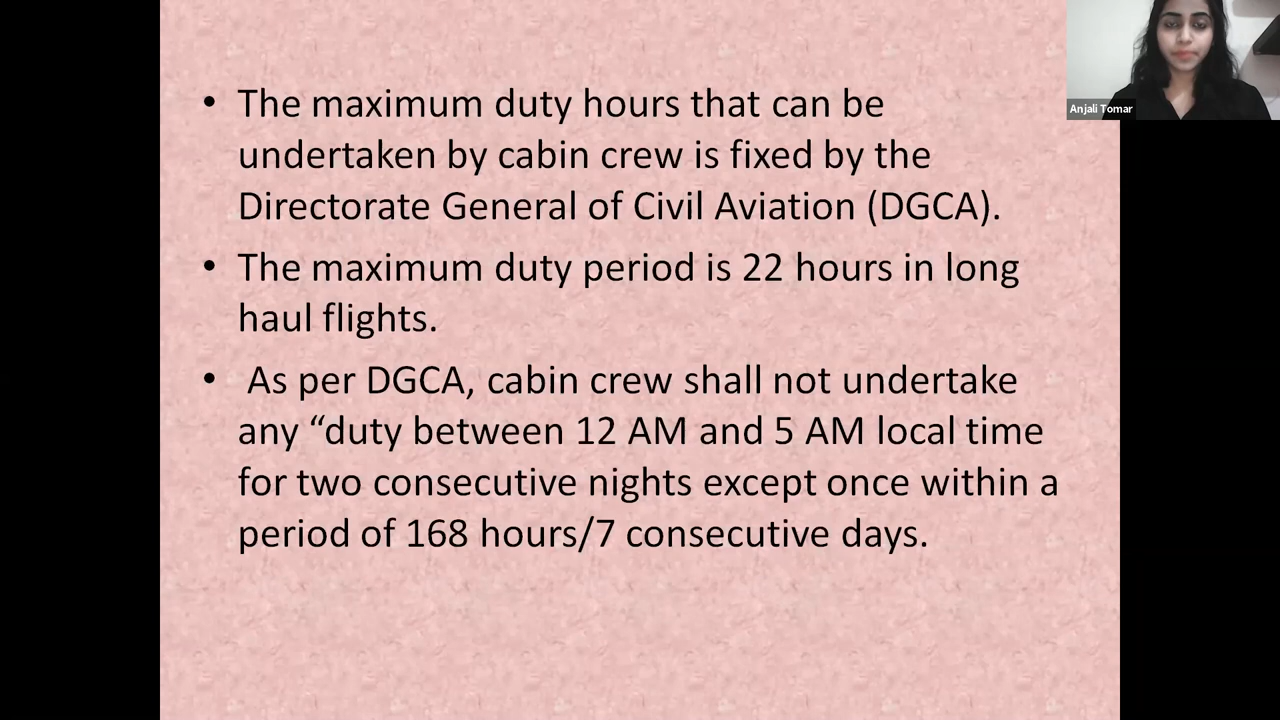 • The maximum duty hours that can be
undertaken by cabin crew is fixed by the
Directorate General of Civil Aviation (DGCA).
• The maximum duty period is 22 hours in long
haul flights.
• As per DGCA, cabin crew shall not undertake
any “duty between 12 AM and 5 AM local time
for two consecutive nights except once within a
period of 168 hours/7 consecutive days.
Anjali Tomar